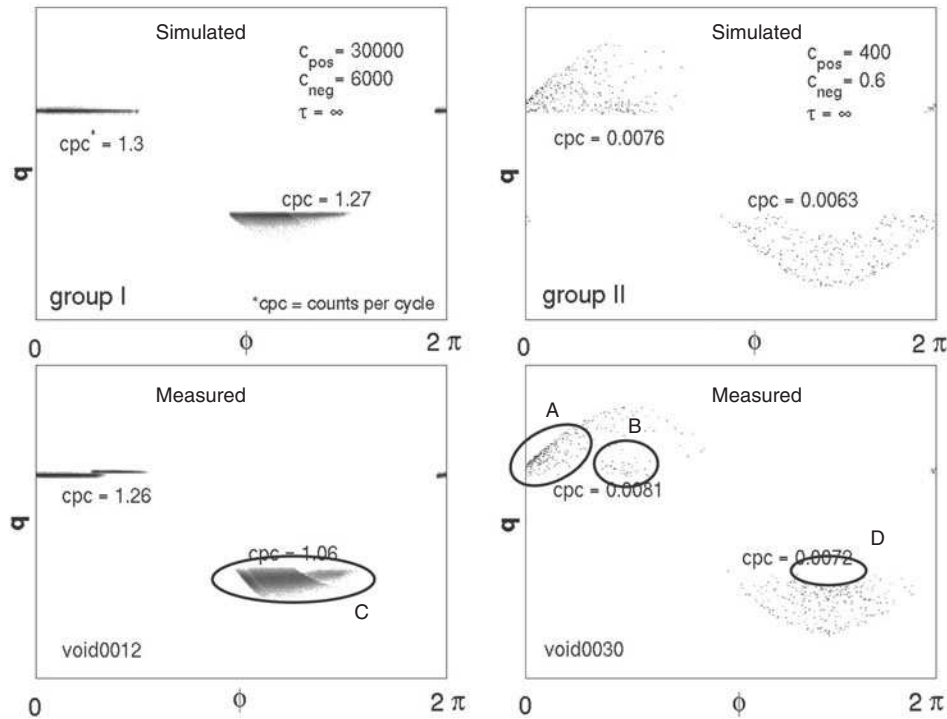 Simulated
c_pos = 30000
c_neg = 6000
τ = ∞
cpc* = 1.3
q
cpc = 1.27
group I
*cpc = counts per cycle
0
ϕ
2 π
Simulated
c_pos = 400
c_neg = 0.6
τ = ∞
cpc = 0.0076
q
cpc = 0.0063
group II
0
ϕ
2 π
Measured
cpc = 1.26
q
cpc = 1.06
C
void0012
0
ϕ
2 π
Measured
A
B
cpc = 0.0081
q
D
cpc = 0.0072
void0030
0
ϕ
2 π